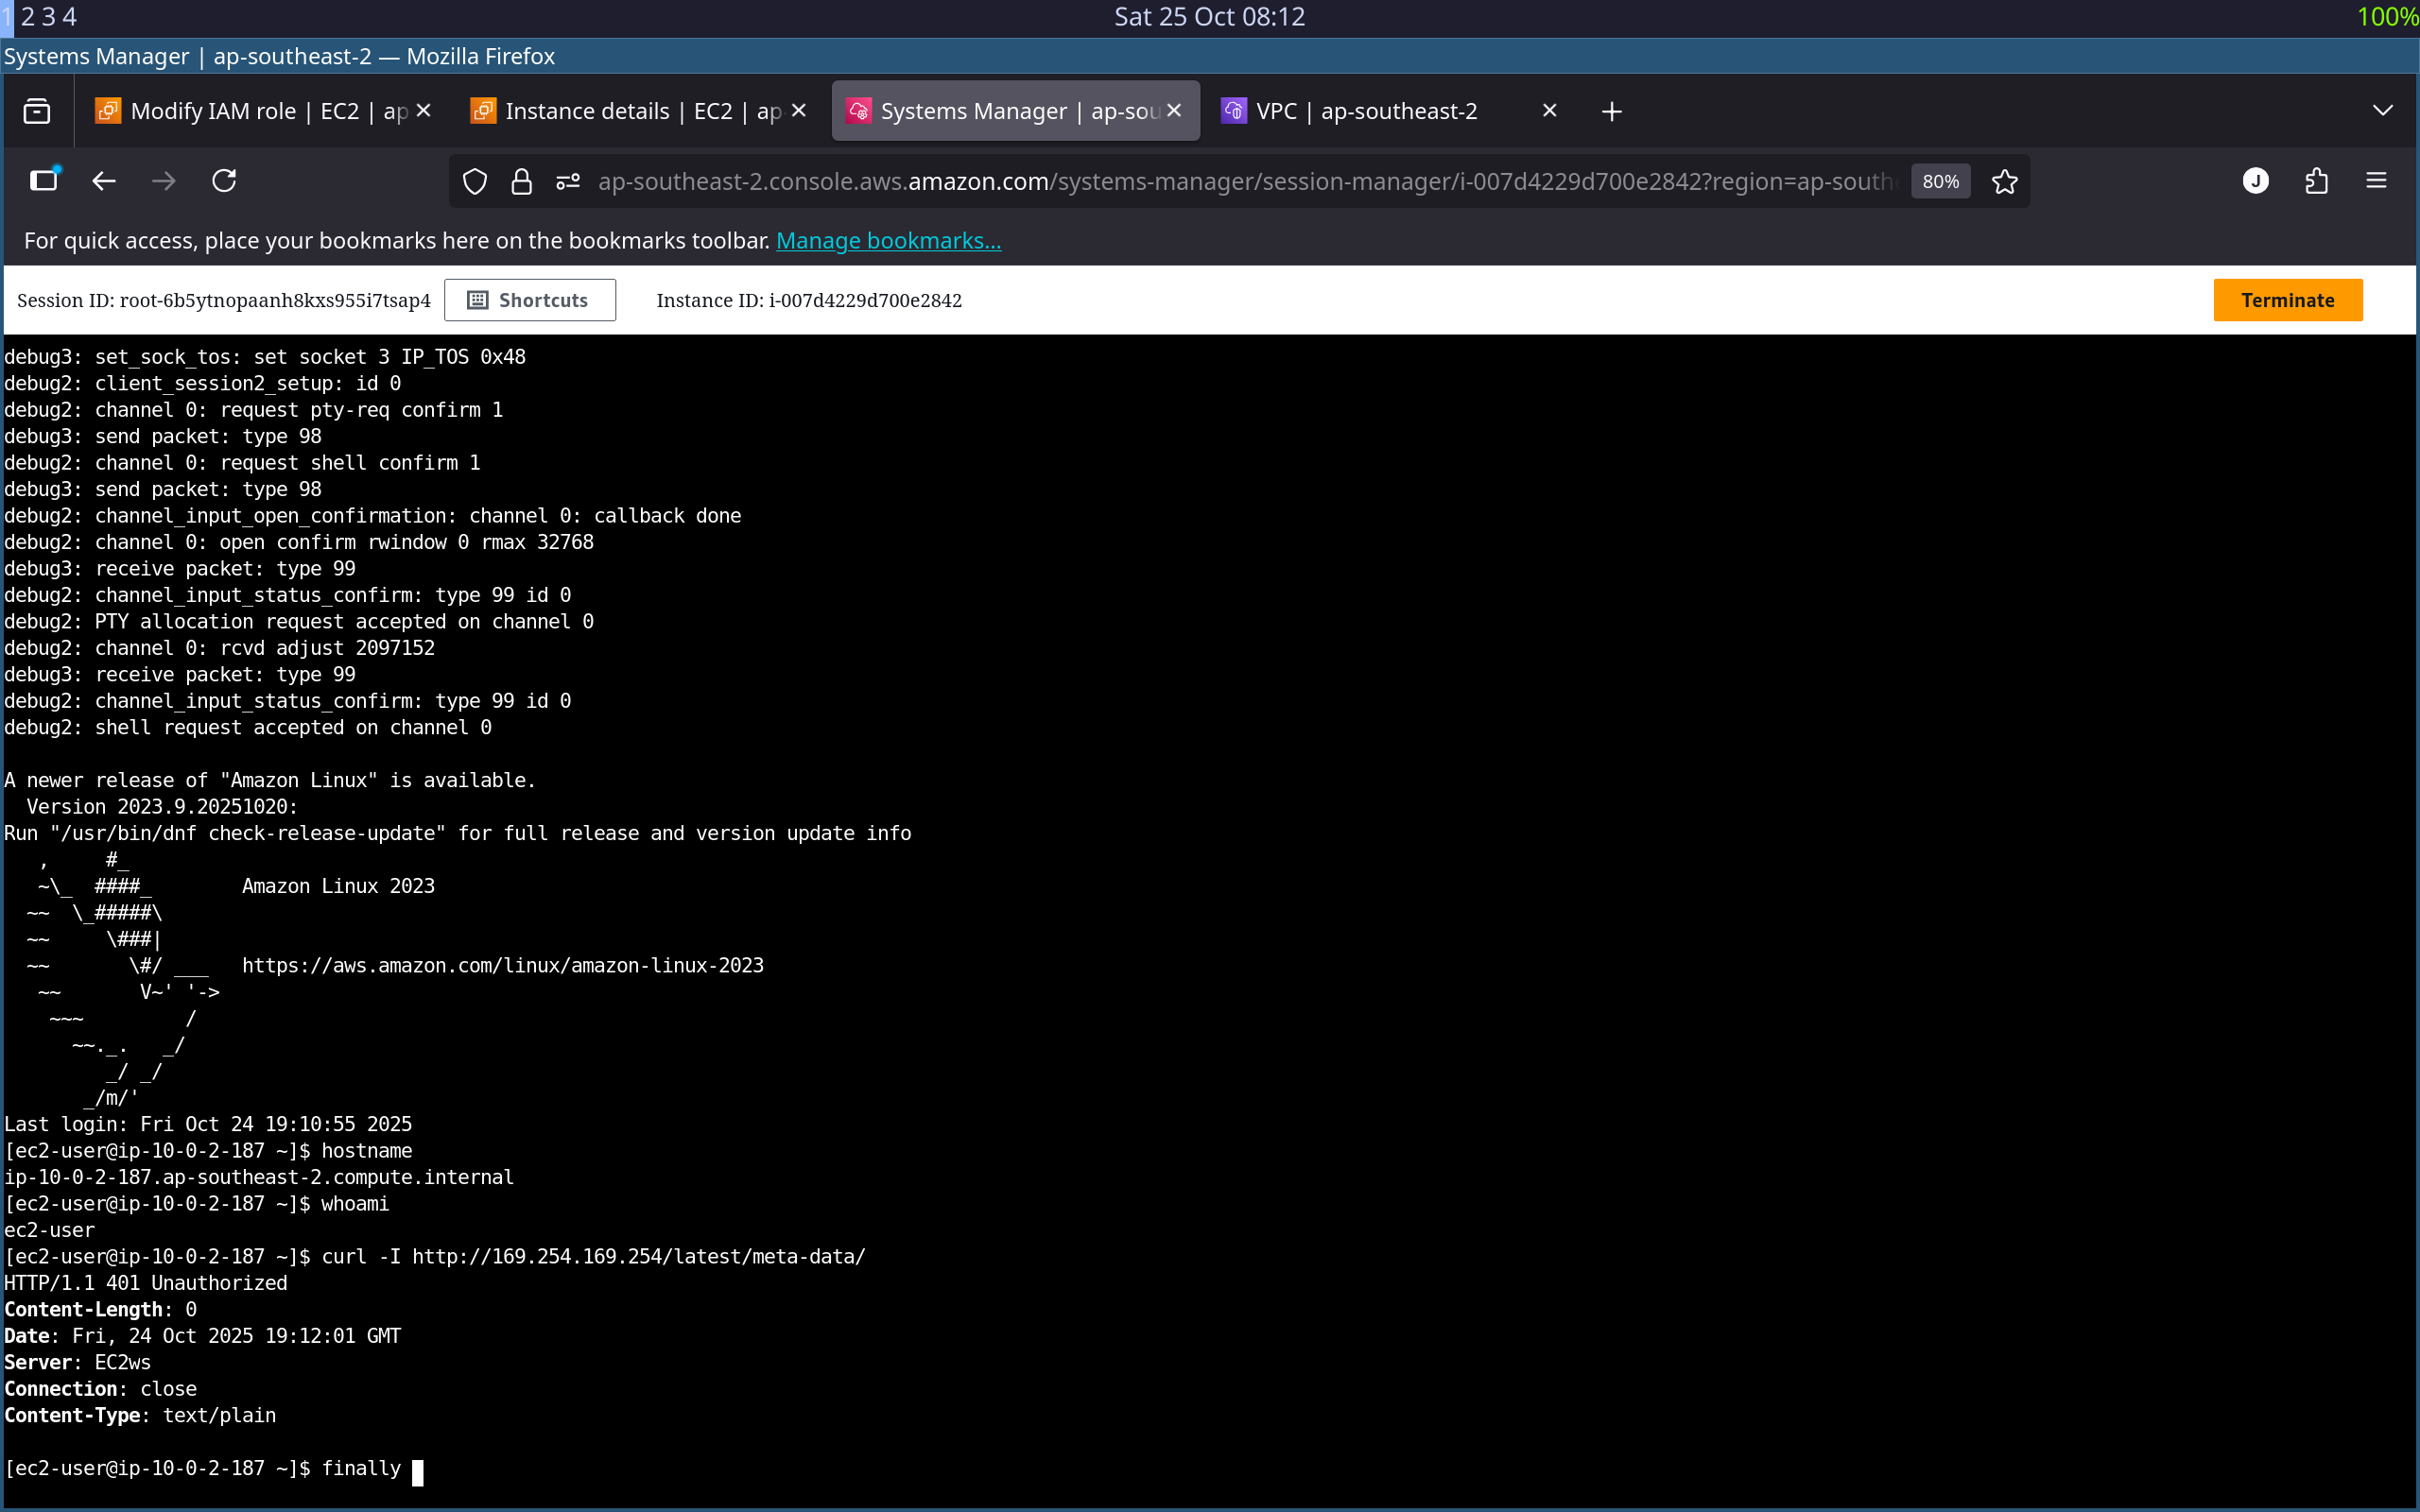 1 2 3 4
Sat 25 Oct 08:12
100%
Systems Manager | ap-southeast-2 — Mozilla Firefox
Modify IAM role | EC2 | ap
Instance details | EC2 | ap
Systems Manager | ap-sou
VPC | ap-southeast-2
ap-southeast-2.console.aws.amazon.com/systems-manager/session-manager/i-007d4229d700e2842?region=ap-south
80%
J
For quick access, place your bookmarks here on the bookmarks toolbar. Manage bookmarks...
Session ID: root-6b5ytnopaanh8kxs955i7tsap4
Shortcuts
Instance ID: i-007d4229d700e2842
Terminate
debug3: set_sock_tos: set socket 3 IP_TOS 0x48
debug2: client_session2_setup: id 0
debug2: channel 0: request pty-req confirm 1
debug3: send packet: type 98
debug2: channel 0: request shell confirm 1
debug3: send packet: type 98
debug2: channel_input_open_confirmation: channel 0: callback done
debug2: channel 0: open confirm rwindow 0 rmax 32768
debug3: receive packet: type 99
debug2: channel_input_status_confirm: type 99 id 0
debug2: PTY allocation request accepted on channel 0
debug2: channel 0: rcvd adjust 2097152
debug3: receive packet: type 99
debug2: channel_input_status_confirm: type 99 id 0
debug2: shell request accepted on channel 0
A newer release of "Amazon Linux" is available.
  Version 2023.9.20251020:
Run "/usr/bin/dnf check-release-update" for full release and version update info
   ,     #_
   ~\_  ####_        Amazon Linux 2023
  ~~  \_#####\
  ~~     \###|
  ~~       \#/ ___   https://aws.amazon.com/linux/amazon-linux-2023
   ~~       V~' '->
    ~~~         /
      ~~._.   _/
         _/ _/
       _/m/'
Last login: Fri Oct 24 19:10:55 2025
[ec2-user@ip-10-0-2-187 ~]$ hostname
ip-10-0-2-187.ap-southeast-2.compute.internal
[ec2-user@ip-10-0-2-187 ~]$ whoami
ec2-user
[ec2-user@ip-10-0-2-187 ~]$ curl -I http://169.254.169.254/latest/meta-data/
HTTP/1.1 401 Unauthorized
Content-Length: 0
Date: Fri, 24 Oct 2025 19:12:01 GMT
Server: EC2ws
Connection: close
Content-Type: text/plain
[ec2-user@ip-10-0-2-187 ~]$ finally